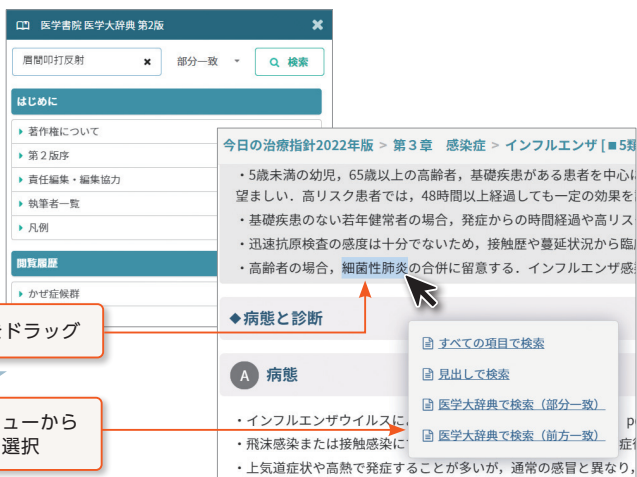 医学書院 医学大辞典 第2版
眉間叩打反射
部分一致
検索
はじめに
著作権について
第2版序
責任編集・編集協力
執筆者一覧
凡例
閲覧履歴
かぜ症候群
をドラッグ
ューから
選択
今日の治療指針2022年版 > 第3章 感染症 > インフルエンザ [■5類
・5歳未満の幼児，65歳以上の高齢者，基礎疾患がある患者を中心に
望ましい．高リスク患者では，48時間以上経過しても一定の効果を
・基礎疾患のない若年健常者の場合，発症からの時間経過や高リス
・迅速抗原検査の感度は十分でないため，接触歴や蔓延状況から臨
・高齢者の場合，細菌性肺炎の合併に留意する．インフルエンザ感
◆病態と診断
A 病態
・インフルエンザウイルスに
・飛沫感染または接触感染に
・上気道症状や高熱で発症することが多いが，通常の感冒と異なり，
すべての項目で検索
見出しで検索
医学大辞典で検索（部分一致）
医学大辞典で検索（前方一致）